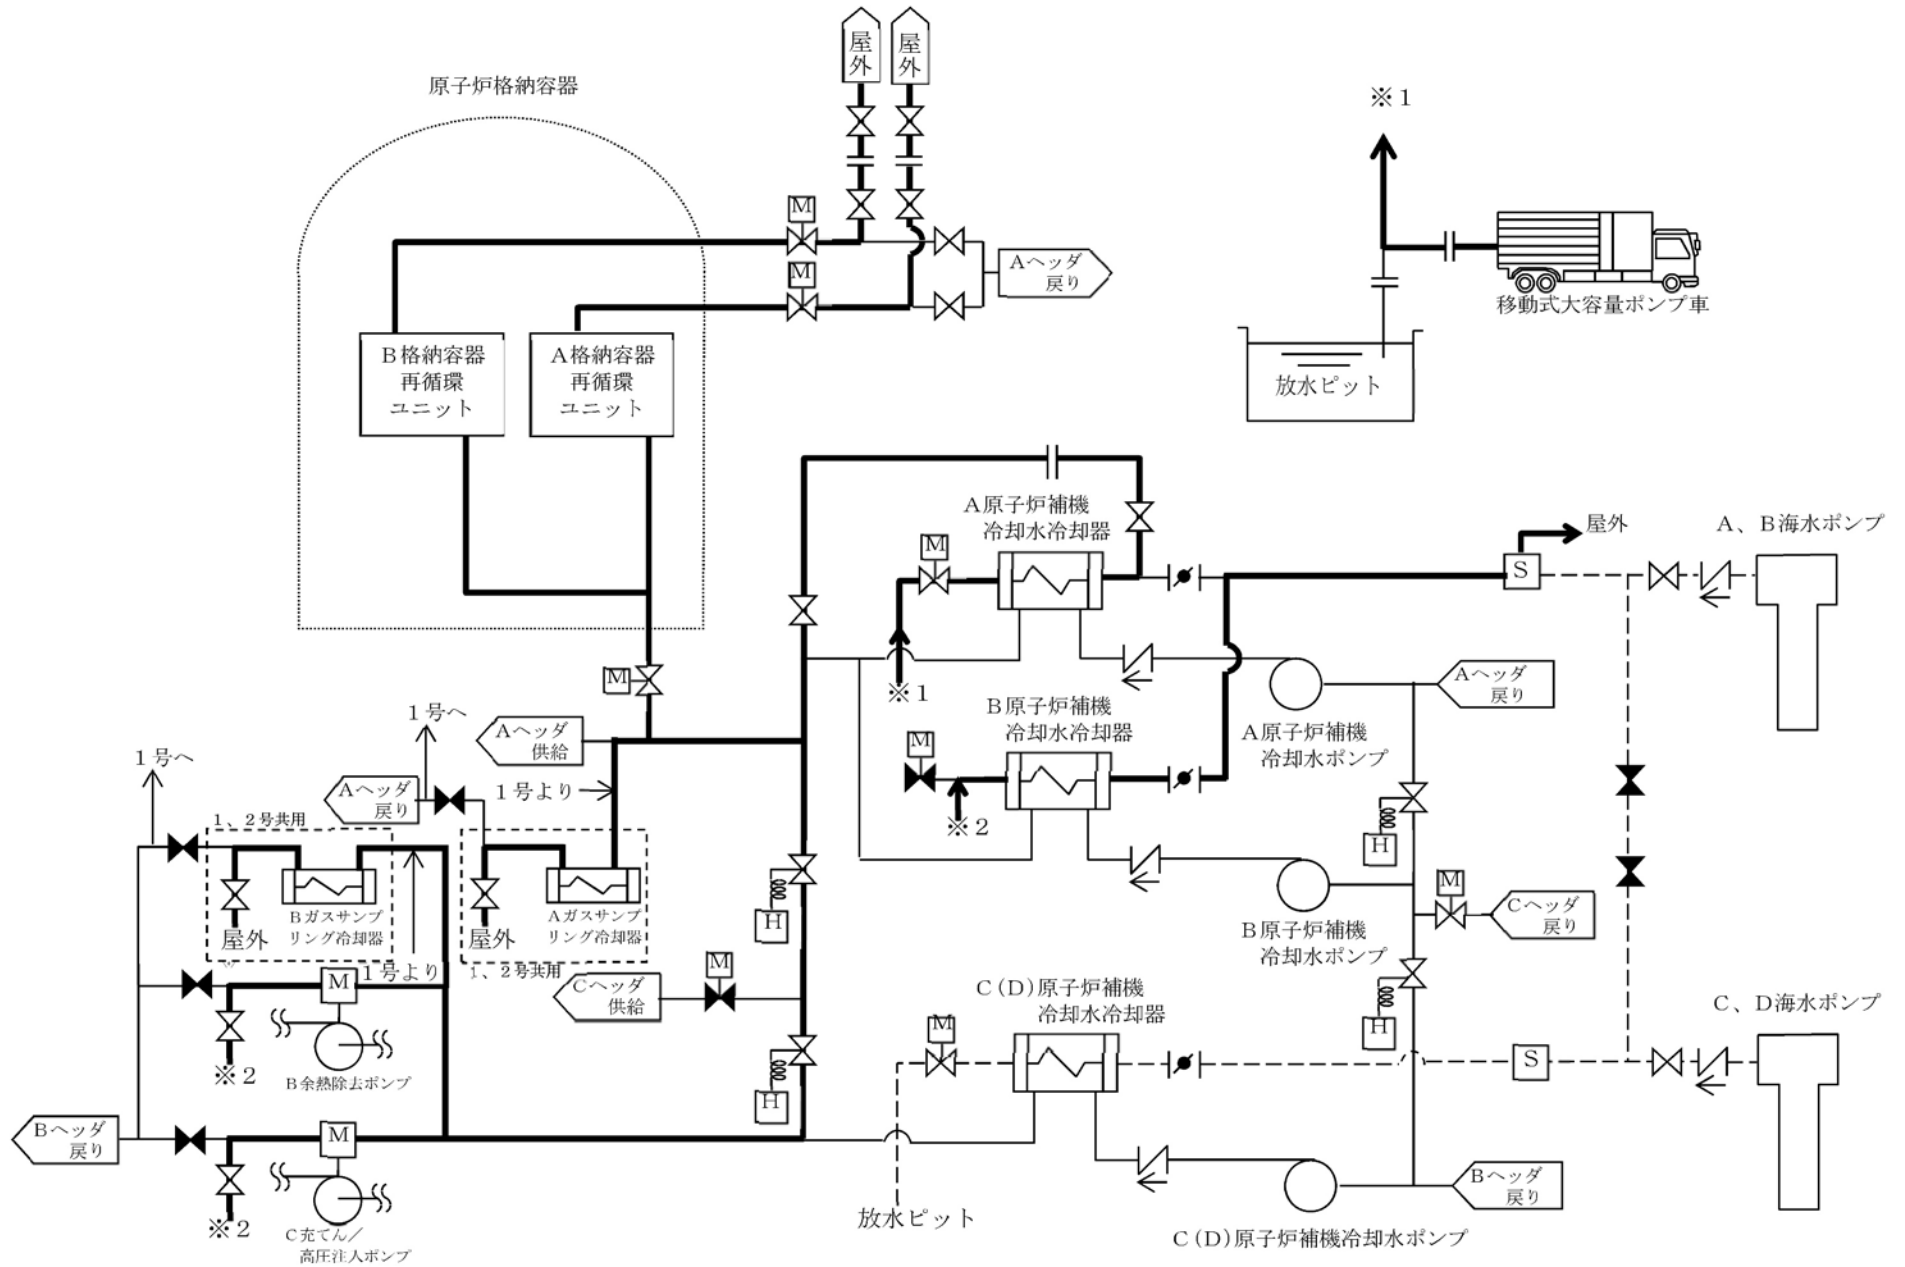 屋
外
屋
外
原子炉格納容器
※1
M
M
Aヘッダ
戻り
移動式大容量ポンプ車
B格納容器
再循環
ユニット
A格納容器
再循環
ユニット
放水ピット
A原子炉補機
冷却水冷却器
屋外
A、B海水ポンプ
M
S
M
※1
Aヘッダ
戻り
B原子炉補機
冷却水冷却器
A原子炉補機
冷却水ポンプ
1号へ
Aヘッダ
供給
M
1号へ
Aヘッダ
戻り
1号より
※2
1、2号共用
H
Bガスサンプ
リング冷却器
屋外
Aガスサンプ
リング冷却器
屋外
H
M
Cヘッダ
戻り
B原子炉補機
冷却水ポンプ
1号より
1、2号共用
M
Cヘッダ
供給
M
C(D)原子炉補機
冷却水冷却器
C、D海水ポンプ
M
H
S
※2
B余熱除去ポンプ
H
Bヘッダ
戻り
M
Bヘッダ
戻り
放水ピット
※2
C充てん/
高圧注入ポンプ
C(D)原子炉補機冷却水ポンプ